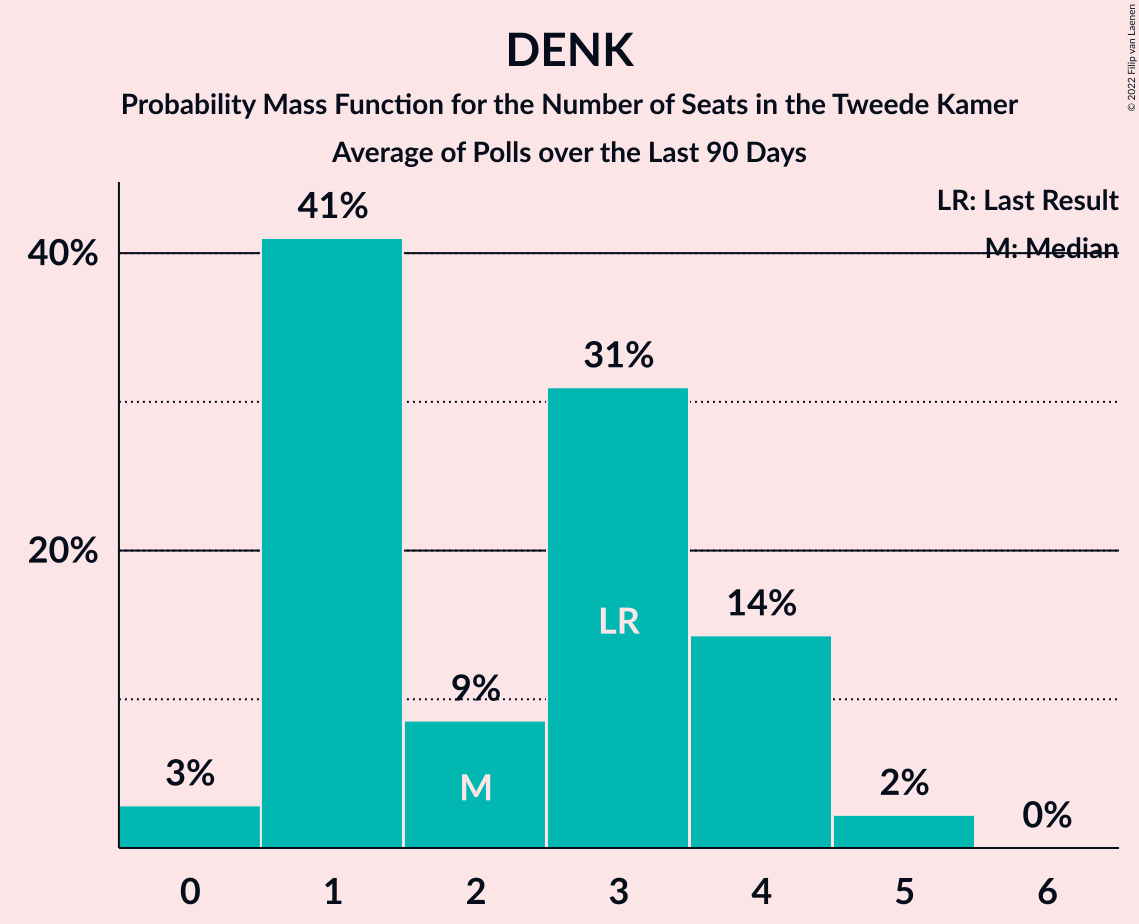 DENK
Probability Mass Function for the Number of Seats in the Tweede Kamer
Average of Polls over the Last 90 Days
© 2022 Filip van Laenen
LR: Last Result
M: Median
40%
20%
3%
41%
9%
31%
14%
2%
0%
M
LR
0 1 2 3 4 5 6